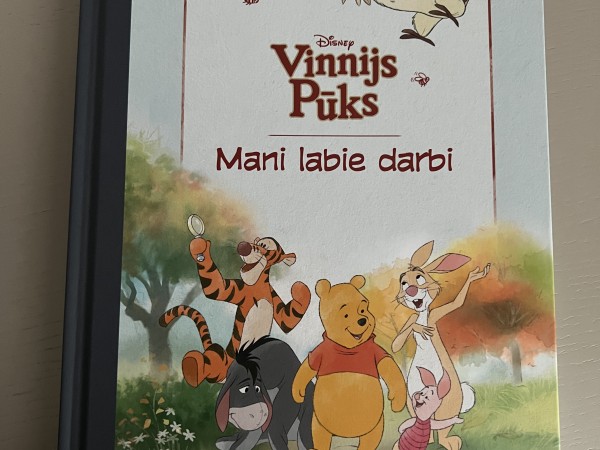 Disney
Vinnijs
Pūks
Mani labie darbi